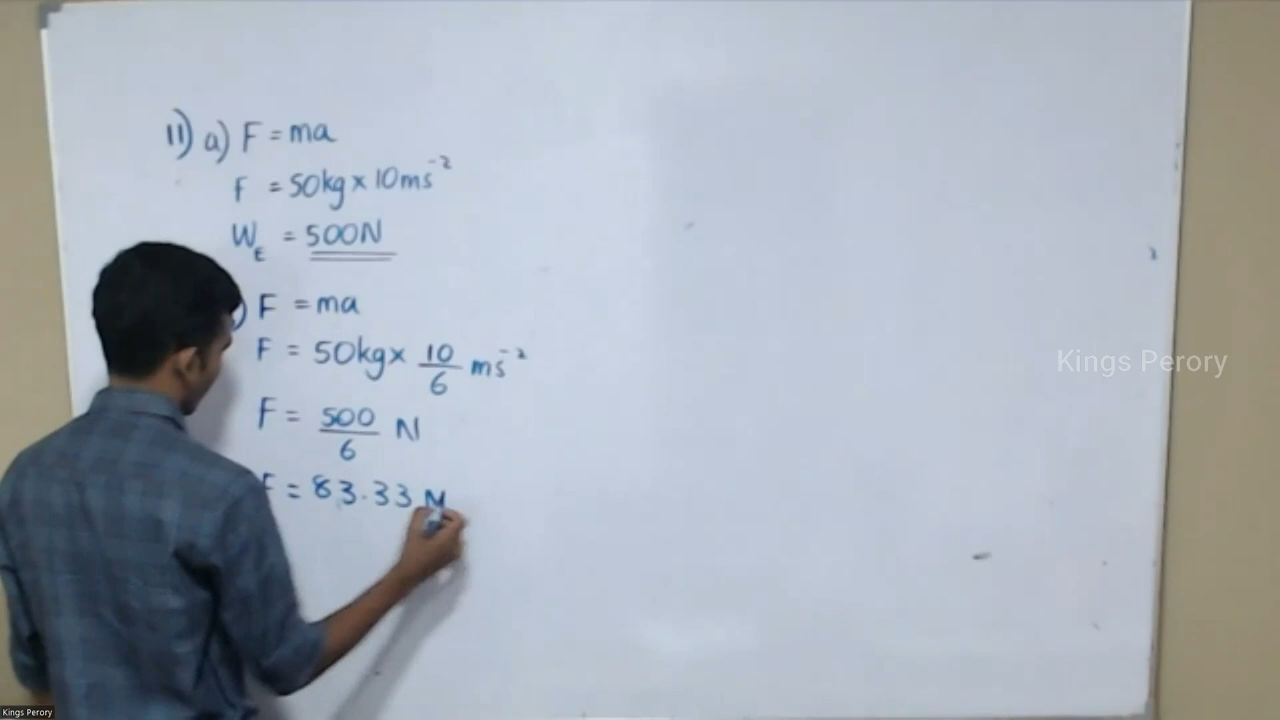 11) a) F = ma
F = 50kg × 10ms⁻²
W_E = 500N
) F = ma
F = 50kg × 10/6 ms⁻²
F = 500/6 N
F = 83.33 N
Kings Perory
Kings Perory